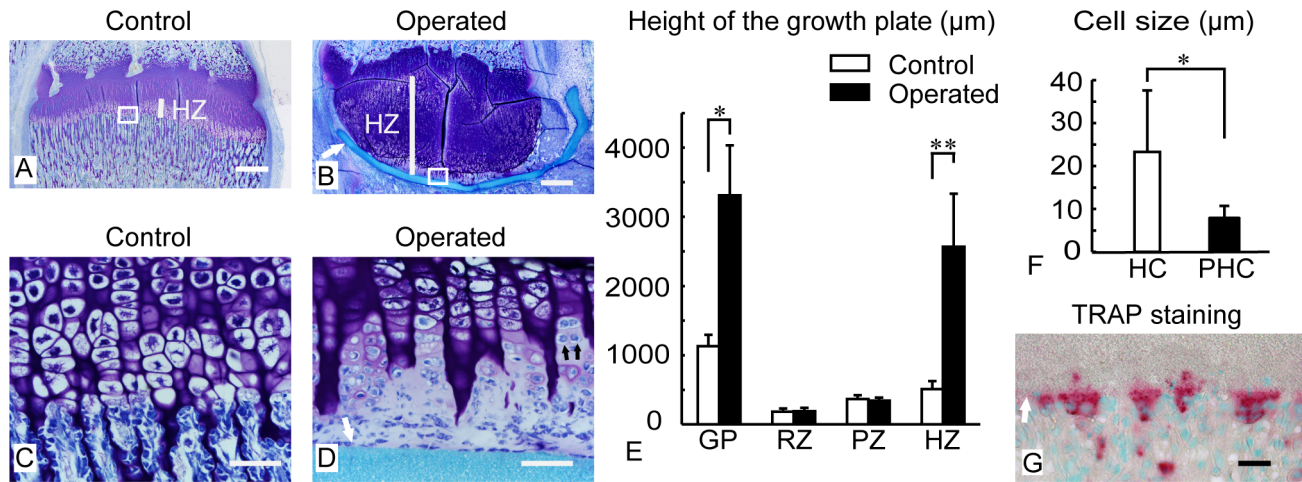 Control
Operated
Height of the growth plate (µm)
Cell size (µm)
Control
Operated
HZ
A
HZ
B
*
**
4000
3000
2000
1000
0
GP
RZ
PZ
HZ
E
*
40
30
20
10
0
HC
PHC
F
Control
Operated
C
D
TRAP staining
G